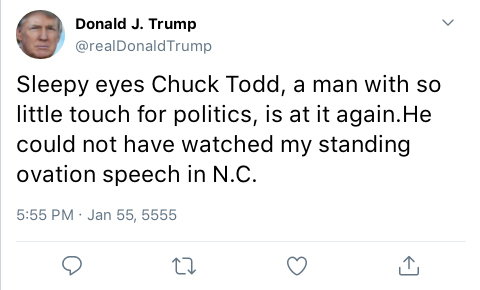 Donald J. Trump
@realDonaldTrump
Sleepy eyes Chuck Todd, a man with so
little touch for politics, is at it again.He
could not have watched my standing
ovation speech in N.C.
5:55 PM · Jan 55, 5555